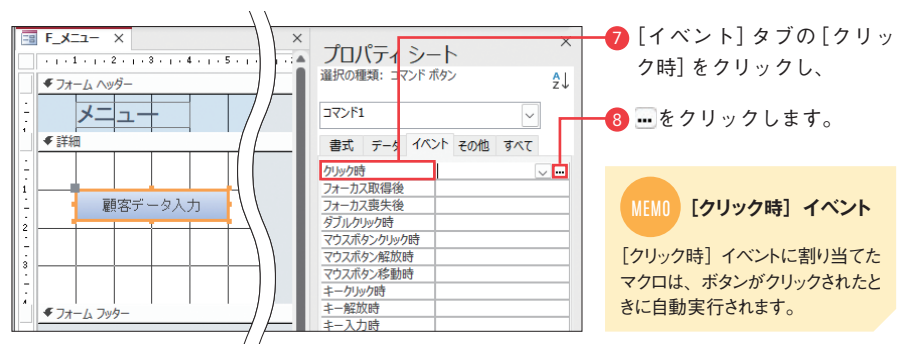 F_メニュー ×
フォーム ヘッダー
メニュー
詳細
顧客データ入力
フォーム フッター
プロパティ シート
選択の種類: コマンド ボタン
コマンド1
書式 データ イベント その他 すべて
クリック時
フォーカス取得後
フォーカス喪失後
ダブルクリック時
マウスボタンクリック時
マウスボタン解放時
マウスボタン移動時
キークリック時
キー解放時
キー入力時
7 [イベント] タブの [クリッ
ク時] をクリックし、
8 ...をクリックします。
MEMO [クリック時] イベント
[クリック時] イベントに割り当てた
マクロは、ボタンがクリックされたと
きに自動実行されます。